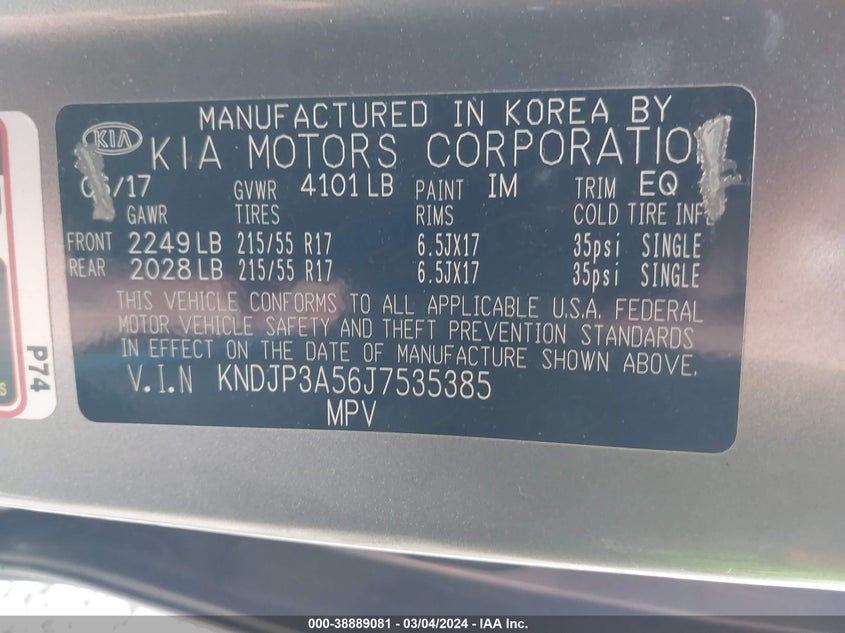 MANUFACTURED IN KOREA BY
KIA KIA MOTORS CORPORATIO
/17 GVWR 4101 LB PAINT IM TRIM EQ
GAWR TIRES RIMS COLD TIRE INF
FRONT 2249 LB 215/55 R17 6.5JX17 35psi SINGLE
REAR 2028 LB 215/55 R17 6.5JX17 35psi SINGLE
THIS VEHICLE CONFORMS TO ALL APPLICABLE U.S.A. FEDERAL
MOTOR VEHICLE SAFETY AND THEFT PREVENTION STANDARDS
IN EFFECT ON THE DATE OF MANUFACTURE SHOWN ABOVE.
V.I.N KNDJP3A56J7535385
MPV
P74
000-38889081 - 03/04/2024 - IAA Inc.